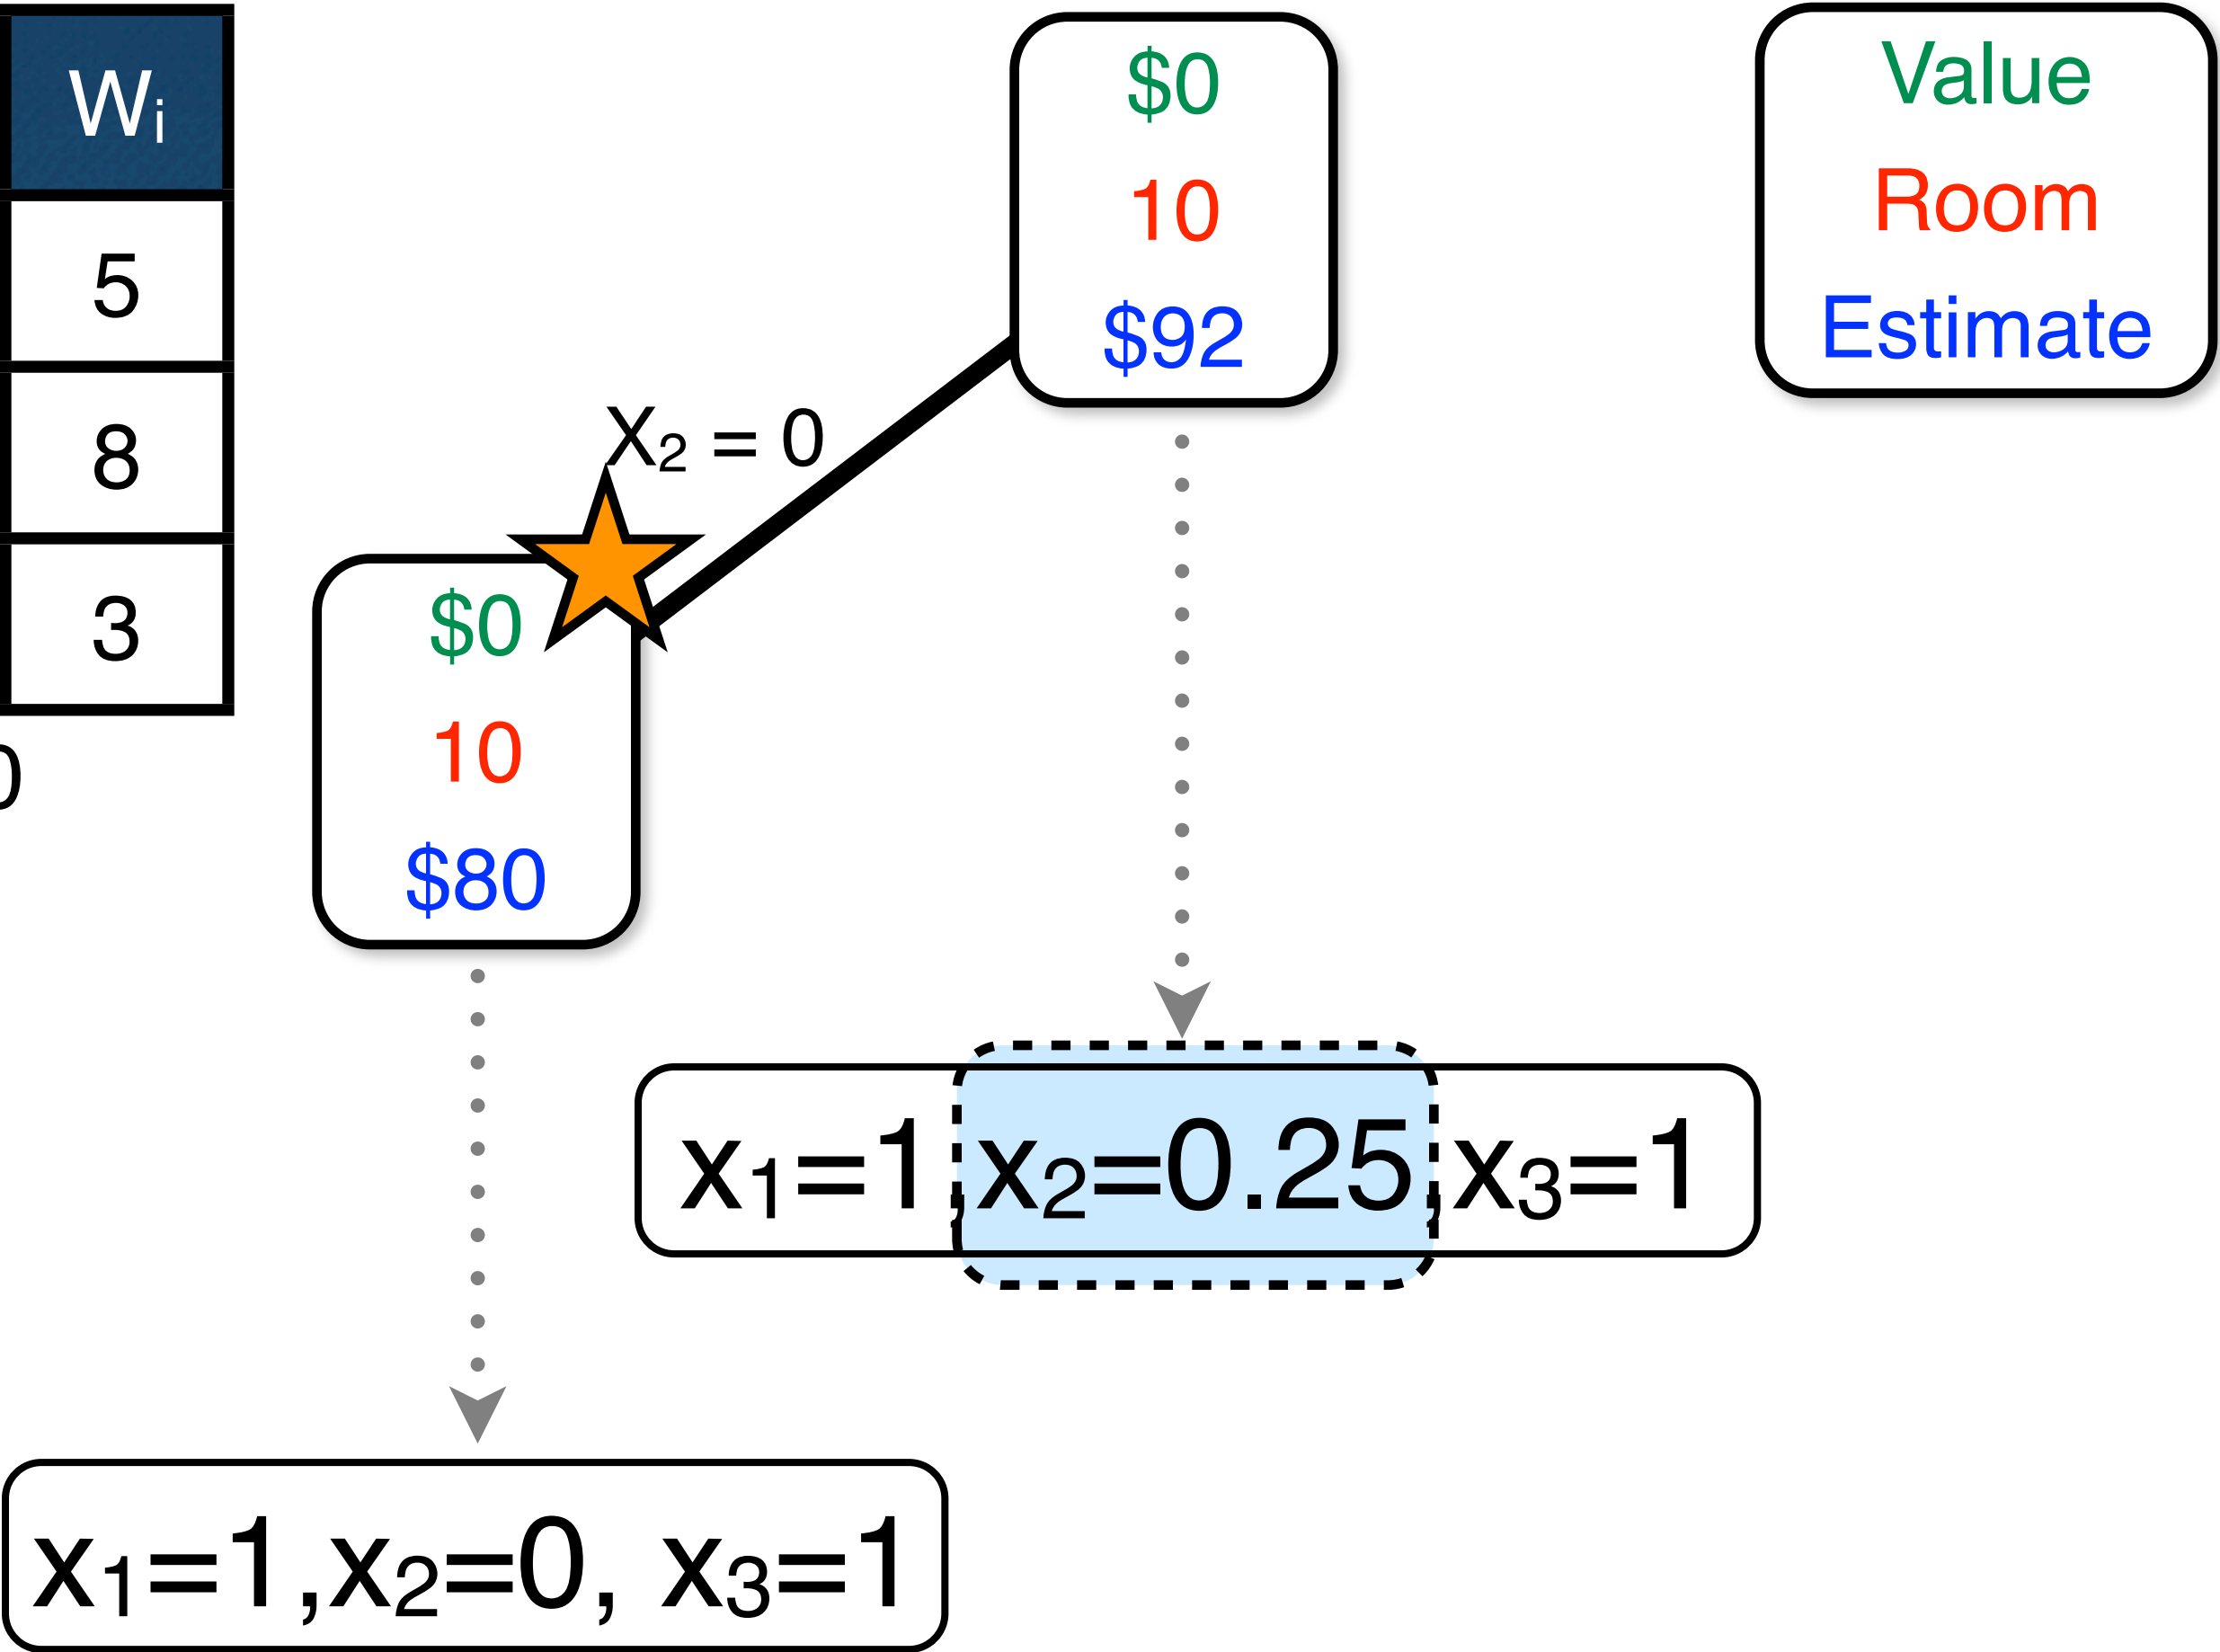 Wi
5
8
3
0
$0
10
$92
Value
Room
Estimate
x2 = 0
$0
10
$80
x1=1,x2=0.25,x3=1
x1=1,x2=0, x3=1